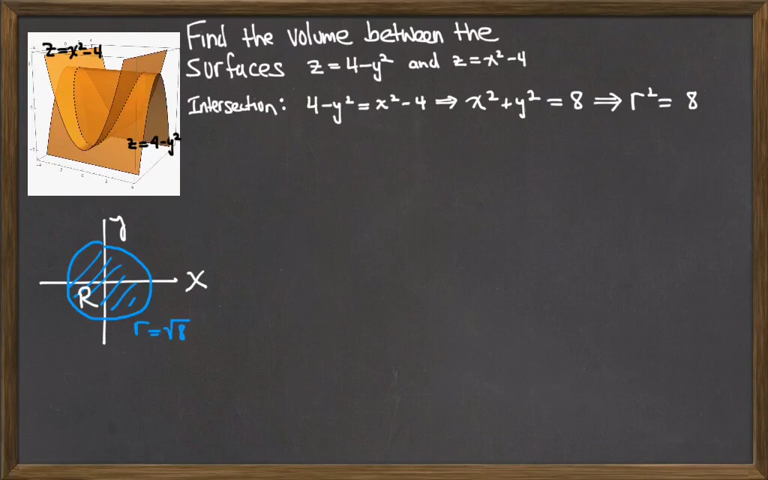 z=x²-4
z=4-y²
Find the volume between the
Surfaces z=4-y² and z=x²-4
Intersection: 4-y²=x²-4 ⇒ x²+y²=8 ⇒ r²=8
y
x
R
r=√8